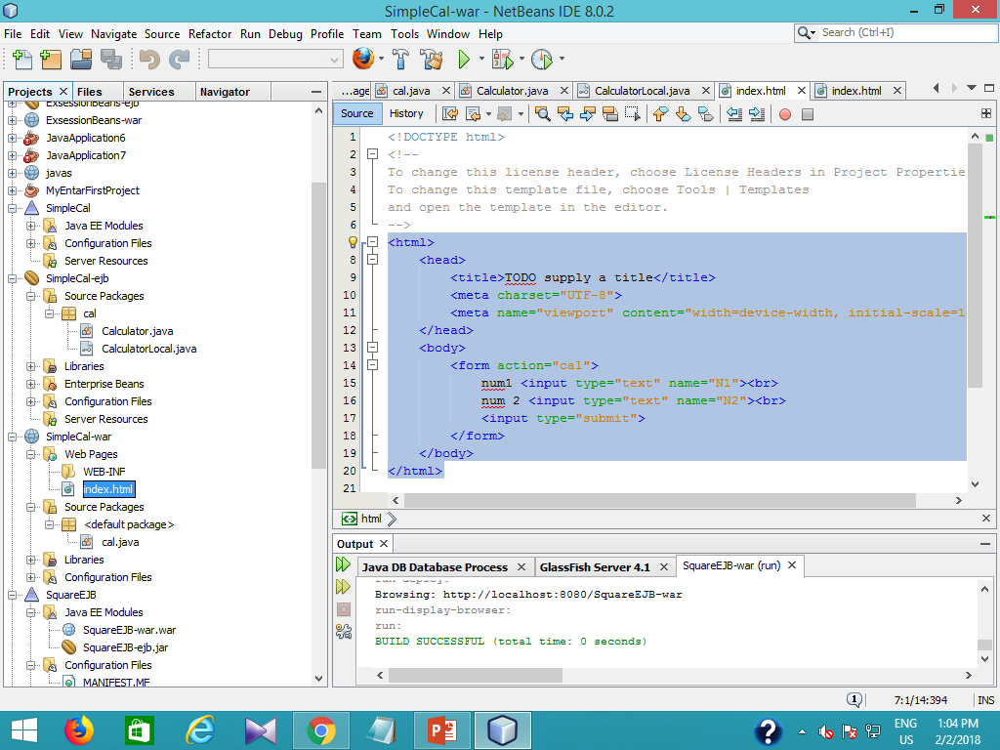 SimpleCal-war - NetBeans IDE 8.0.2
File Edit View Navigate Source Refactor Run Debug Profile Team Tools Window Help
Search (Ctrl+I)
Projects Files Services Navigator
...age cal.java Calculator.java CalculatorLocal.java index.html index.html
Source History
ExsessionBeans-ejb
ExsessionBeans-war
JavaApplication6
JavaApplication7
javas
MyEntarFirstProject
SimpleCal
Java EE Modules
Configuration Files
Server Resources
SimpleCal-ejb
Source Packages
cal
Calculator.java
CalculatorLocal.java
Libraries
Enterprise Beans
Configuration Files
Server Resources
SimpleCal-war
Web Pages
WEB-INF
index.html
Source Packages
<default package>
cal.java
Libraries
Configuration Files
SquareEJB
Java EE Modules
SquareEJB-war.war
SquareEJB-ejb.jar
Configuration Files
MANIFEST.MF
1 <!DOCTYPE html>
2 <!--
3 To change this license header, choose License Headers in Project Propertie
4 To change this template file, choose Tools | Templates
5 and open the template in the editor.
6 -->
<html>
8 <head>
9 <title>TODO supply a title</title>
10 <meta charset="UTF-8">
11 <meta name="viewport" content="width=device-width, initial-scale=1
12 </head>
13 <body>
14 <form action="cal">
15 num1 <input type="text" name="N1"><br>
16 num 2 <input type="text" name="N2"><br>
17 <input type="submit">
18 </form>
19 </body>
20 </html>
21
html
Output
Java DB Database Process GlassFish Server 4.1 SquareEJB-war (run)
run-deploy:
Browsing: http://localhost:8080/SquareEJB-war
run-display-browser:
run:
BUILD SUCCESSFUL (total time: 0 seconds)
1 7:1/14:394 INS
ENG 1:04 PM
US 2/2/2018